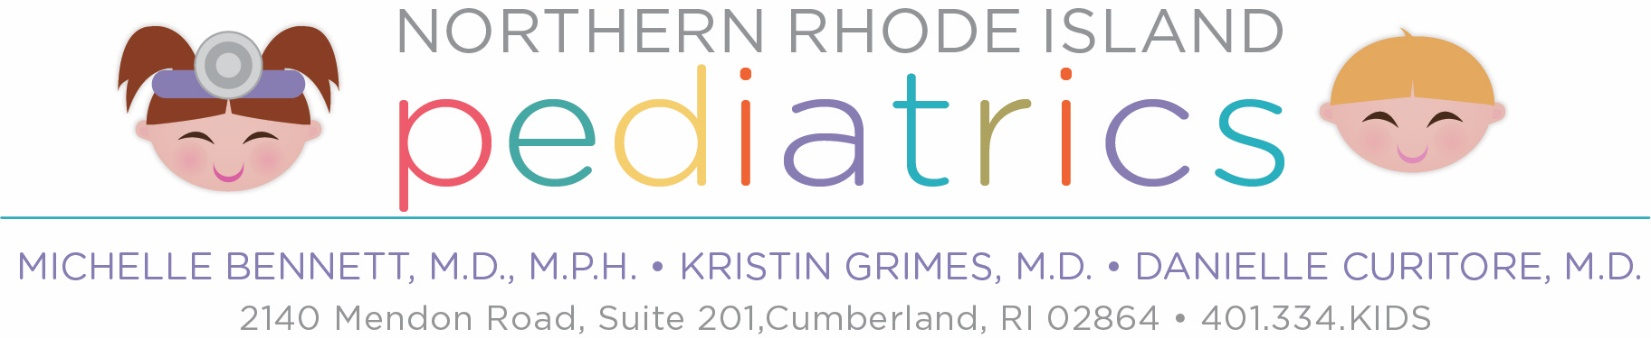 NORTHERN RHODE ISLAND
pediatrics
MICHELLE BENNETT, M.D., M.P.H. • KRISTIN GRIMES, M.D. • DANIELLE CURITORE, M.D.
2140 Mendon Road, Suite 201,Cumberland, RI 02864 • 401.334.KIDS